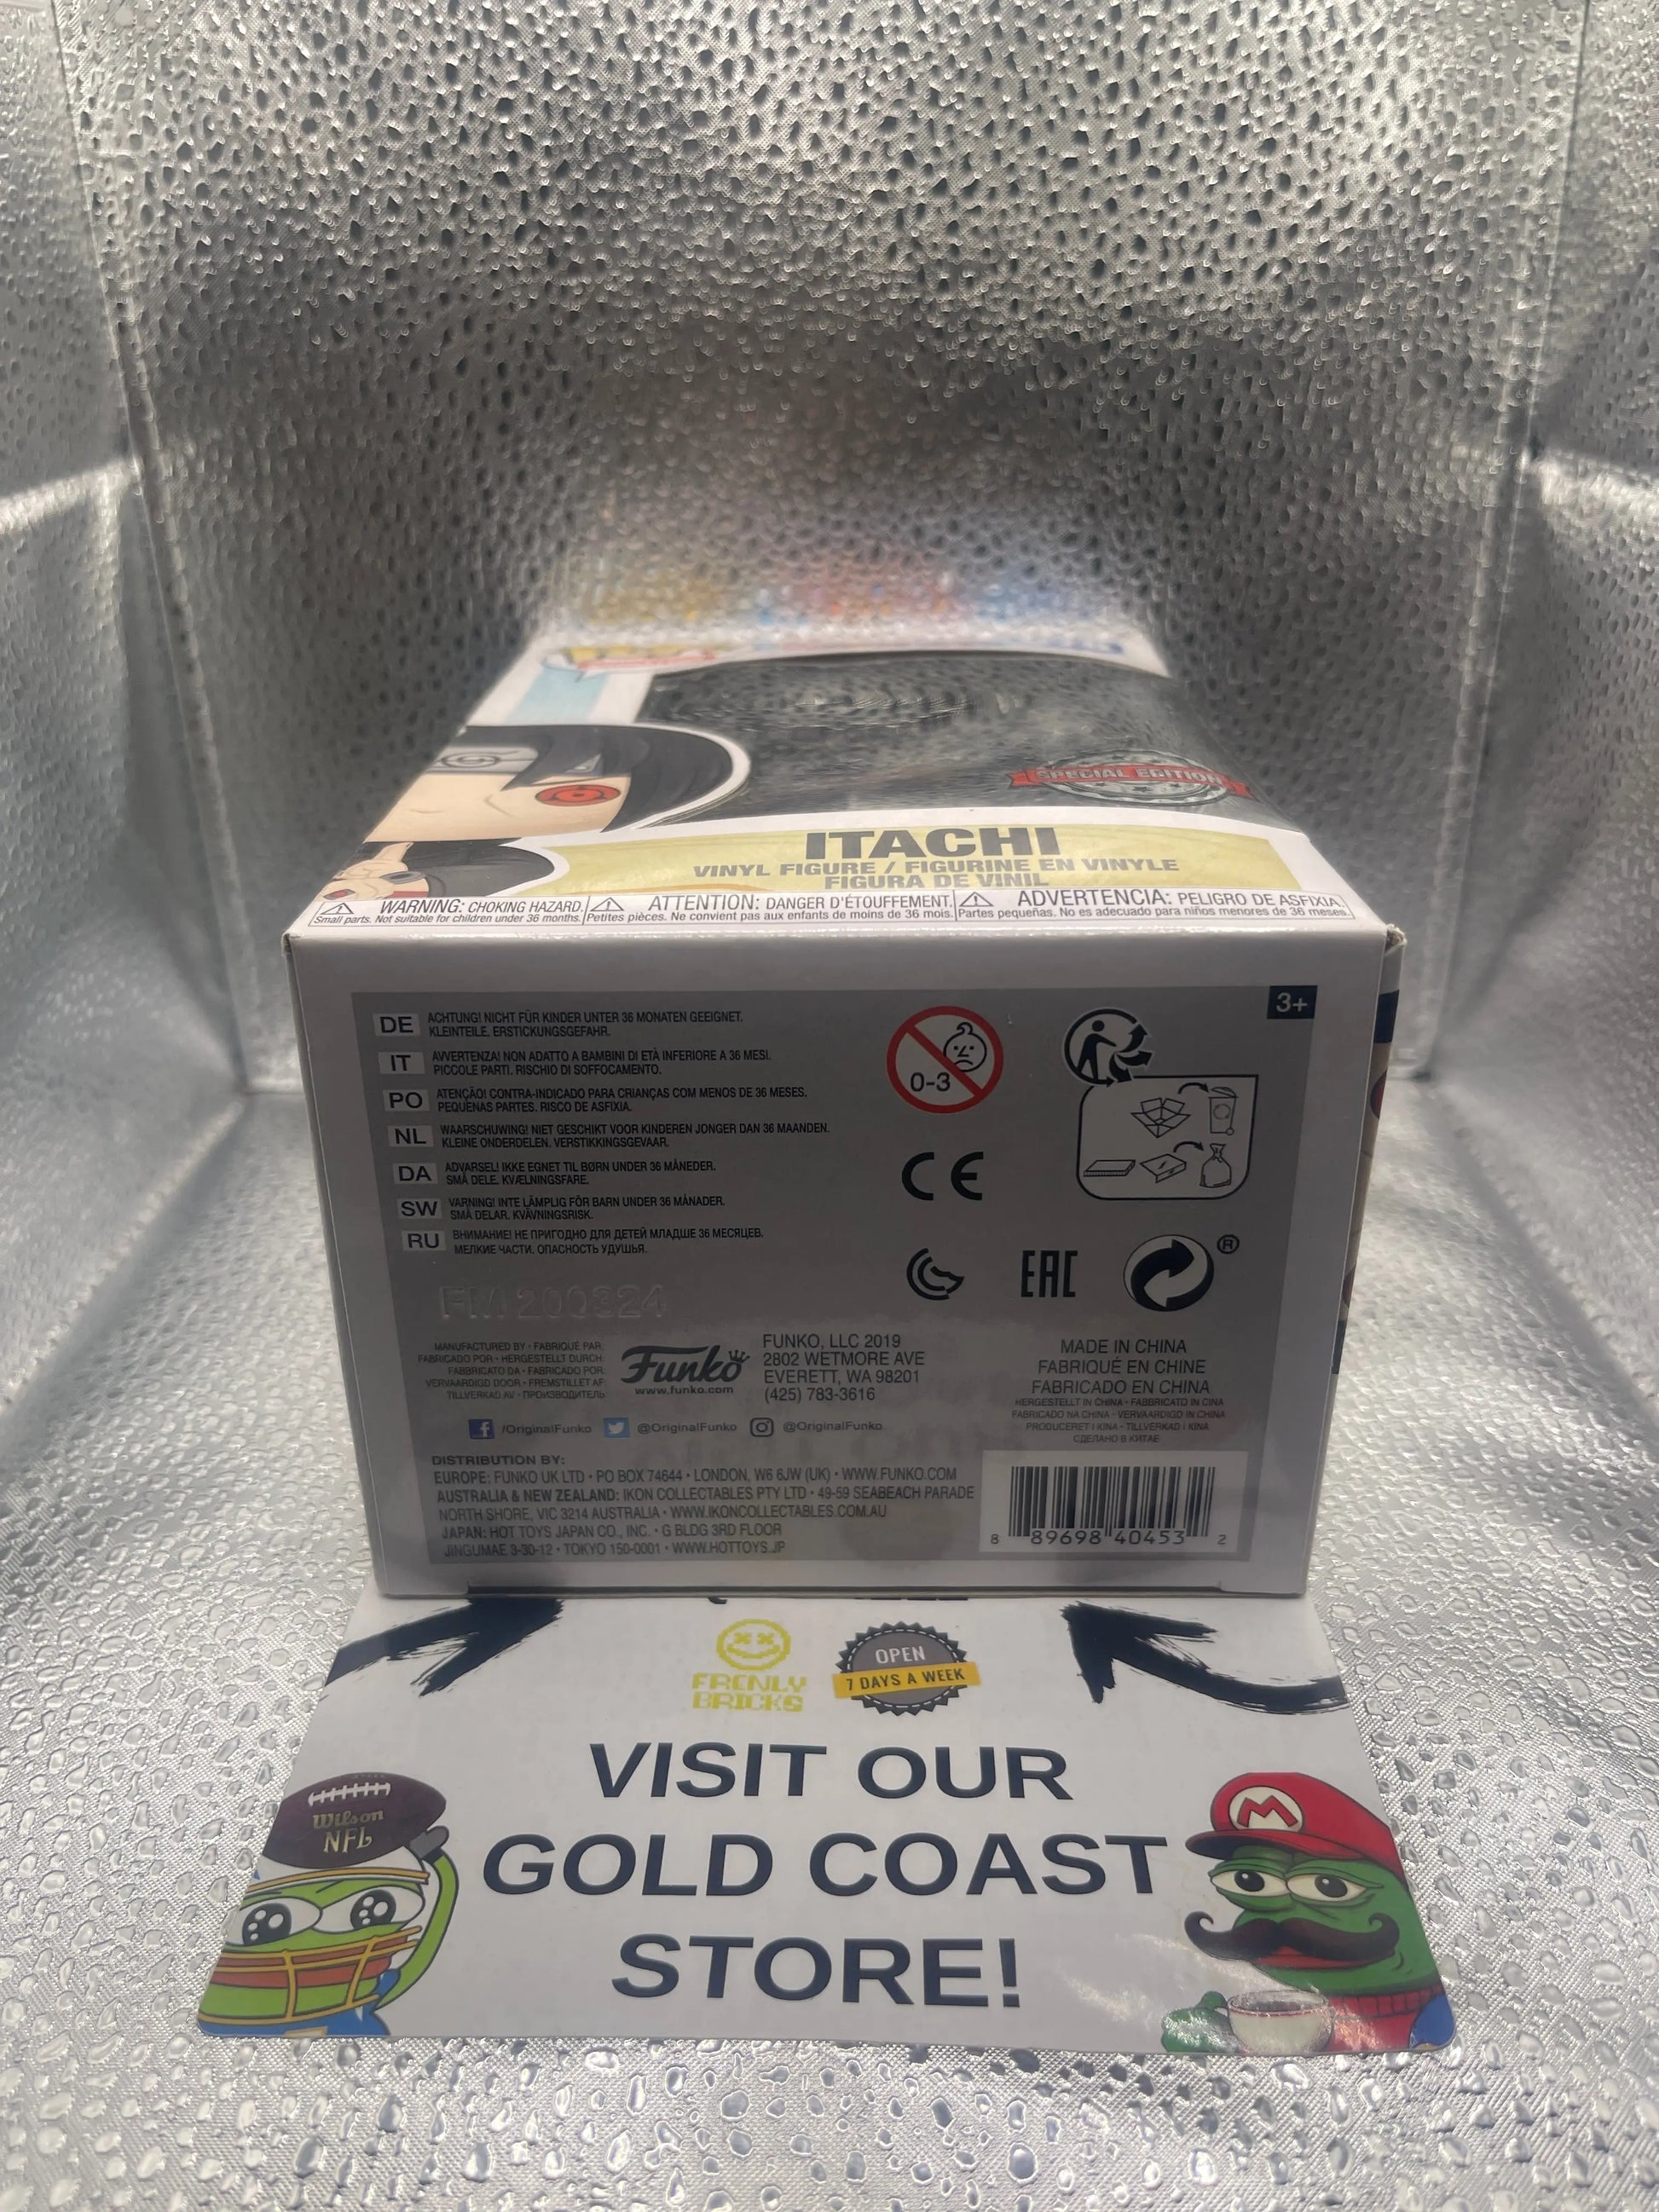 SPECIAL EDITION
ITACHI
VINYL FIGURE / FIGURINE EN VINYLE
FIGURA DE VINIL
WARNING: CHOKING HAZARD.
Small parts. Not suitable for children under 36 months.
ATTENTION: DANGER D'ÉTOUFFEMENT.
Petites pièces. Ne convient pas aux enfants de moins de 36 mois.
ADVERTENCIA: PELIGRO DE ASFIXIA.
Partes pequeñas. No es adecuado para niños menores de 36 meses.
3+
DE ACHTUNG! NICHT FÜR KINDER UNTER 36 MONATEN GEEIGNET.
KLEINTEILE. ERSTICKUNGSGEFAHR.
IT AVVERTENZA! NON ADATTO A BAMBINI DI ETÀ INFERIORE A 36 MESI.
PICCOLE PARTI. RISCHIO DI SOFFOCAMENTO.
PO ATENÇÃO! CONTRA-INDICADO PARA CRIANÇAS COM MENOS DE 36 MESES.
PEQUENAS PARTES. RISCO DE ASFIXIA.
NL WAARSCHUWING! NIET GESCHIKT VOOR KINDEREN JONGER DAN 36 MAANDEN.
KLEINE ONDERDELEN. VERSTIKKINGSGEVAAR.
DA ADVARSEL! IKKE EGNET TIL BØRN UNDER 36 MÅNEDER.
SMÅ DELE. KVÆLNINGSFARE.
SW VARNING! INTE LÄMPLIG FÖR BARN UNDER 36 MÅNADER.
SMÅ DELAR. KVÄVNINGSRISK.
RU ВНИМАНИЕ! НЕ ПРИГОДНО ДЛЯ ДЕТЕЙ МЛАДШЕ 36 МЕСЯЦЕВ.
МЕЛКИЕ ЧАСТИ. ОПАСНОСТЬ УДУШЬЯ.
0-3
CE
EAC
®
FM200324
MANUFACTURED BY • FABRIQUÉ PAR:
FABRICADO POR • HERGESTELLT DURCH:
FABBRICATO DA • FABRICADO POR:
VERVAARDIGD DOOR • FREMSTILLET AF:
TILLVERKAD AV • ПРОИЗВОДИТЕЛЬ
Funko
www.funko.com
FUNKO, LLC 2019
2802 WETMORE AVE
EVERETT, WA 98201
(425) 783-3616
MADE IN CHINA
FABRIQUÉ EN CHINE
FABRICADO EN CHINA
HERGESTELLT IN CHINA • FABBRICATO IN CINA
FABRICADO NA CHINA • VERVAARDIGD IN CHINA
PRODUCERET I KINA • TILLVERKAD I KINA
СДЕЛАНО В КИТАЕ
/OriginalFunko @OriginalFunko @OriginalFunko
DISTRIBUTION BY:
EUROPE: FUNKO UK LTD • PO BOX 74644 • LONDON, W6 6JW (UK) • WWW.FUNKO.COM
AUSTRALIA & NEW ZEALAND: IKON COLLECTABLES PTY LTD • 49-59 SEABEACH PARADE
NORTH SHORE, VIC 3214 AUSTRALIA • WWW.IKONCOLLECTABLES.COM.AU
JAPAN: HOT TOYS JAPAN CO., INC. • G BLDG 3RD FLOOR
JINGUMAE 3-30-12 • TOKYO 150-0001 • WWW.HOTTOYS.JP
8 89698 40453 2
FRENLY
BRICKS
OPEN
7 DAYS A WEEK
VISIT OUR
GOLD COAST
STORE!
Wilson
NFL
M